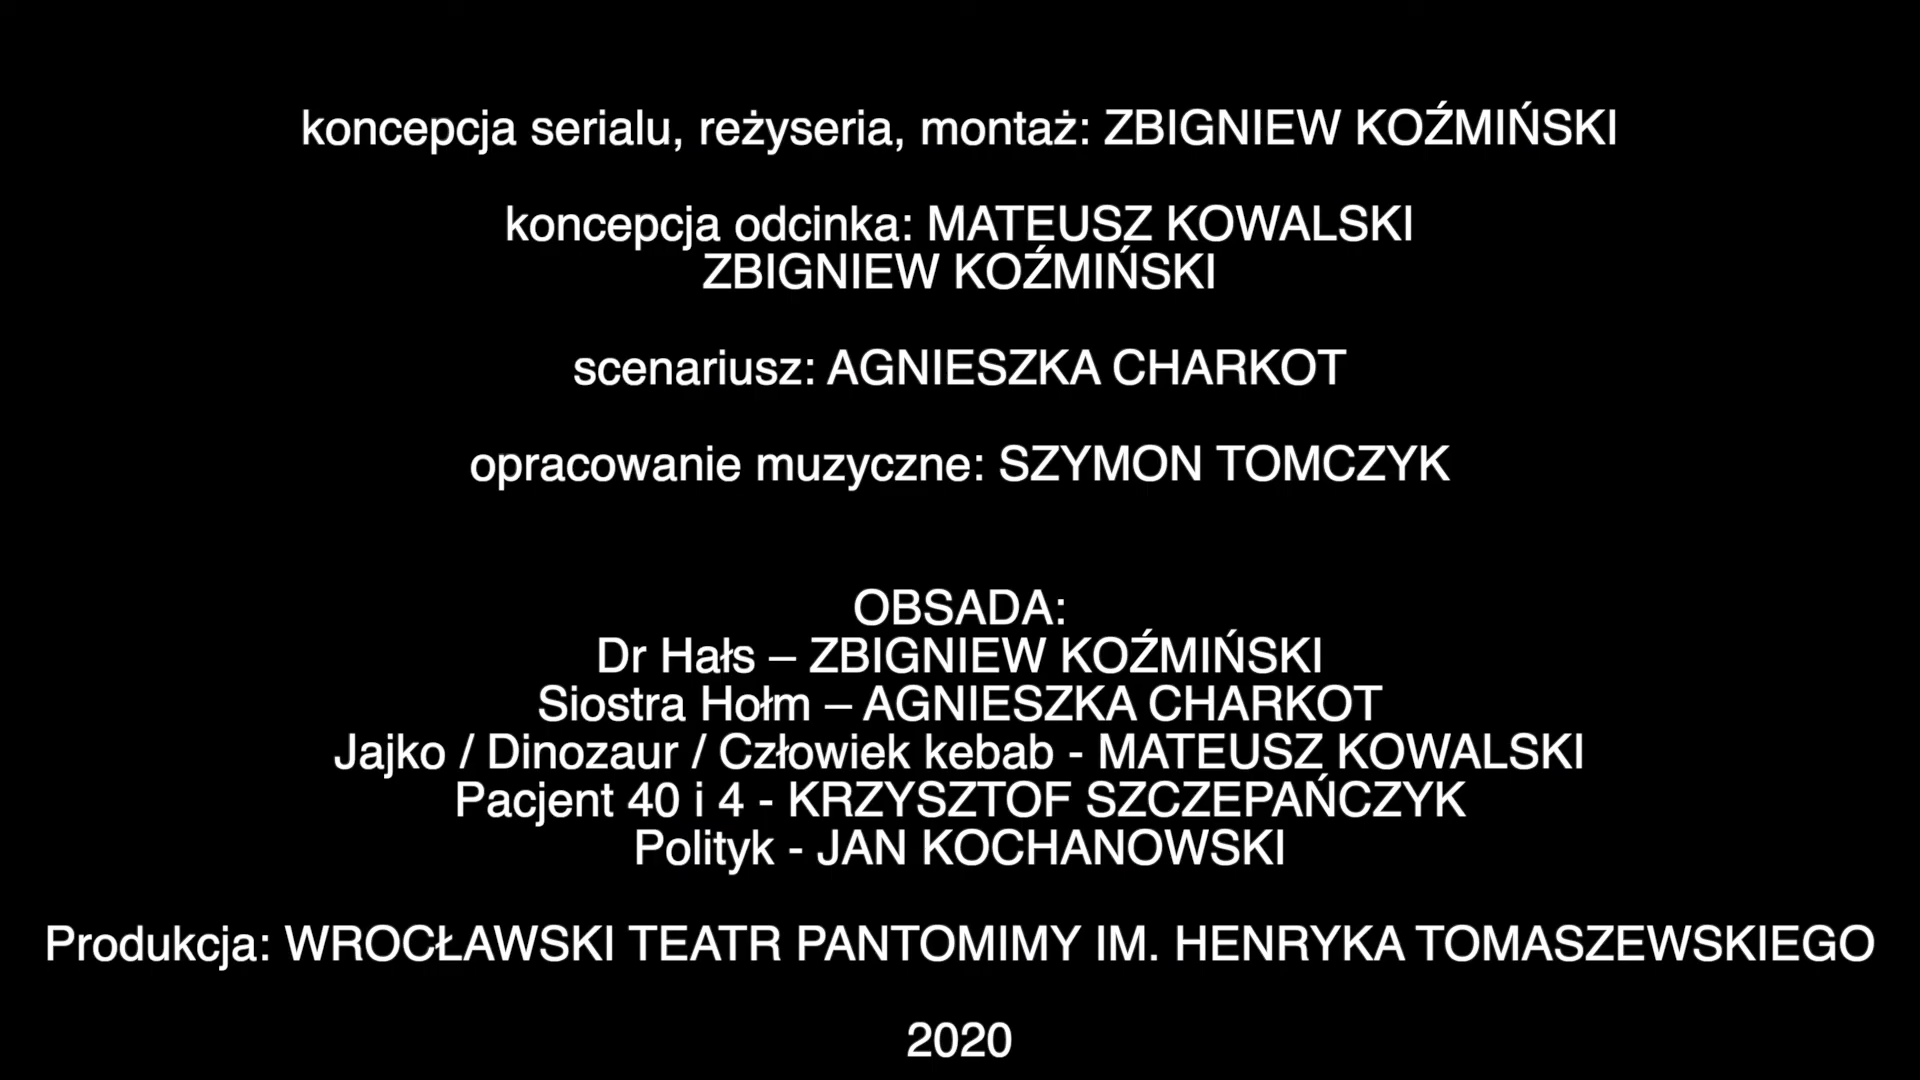 koncepcja serialu, reżyseria, montaż: ZBIGNIEW KOŹMIŃSKI
koncepcja odcinka: MATEUSZ KOWALSKI
ZBIGNIEW KOŹMIŃSKI
scenariusz: AGNIESZKA CHARKOT
opracowanie muzyczne: SZYMON TOMCZYK
OBSADA:
Dr Hałs – ZBIGNIEW KOŹMIŃSKI
Siostra Hołm – AGNIESZKA CHARKOT
Jajko / Dinozaur / Człowiek kebab - MATEUSZ KOWALSKI
Pacjent 40 i 4 - KRZYSZTOF SZCZEPAŃCZYK
Polityk - JAN KOCHANOWSKI
Produkcja: WROCŁAWSKI TEATR PANTOMIMY IM. HENRYKA TOMASZEWSKIEGO
2020